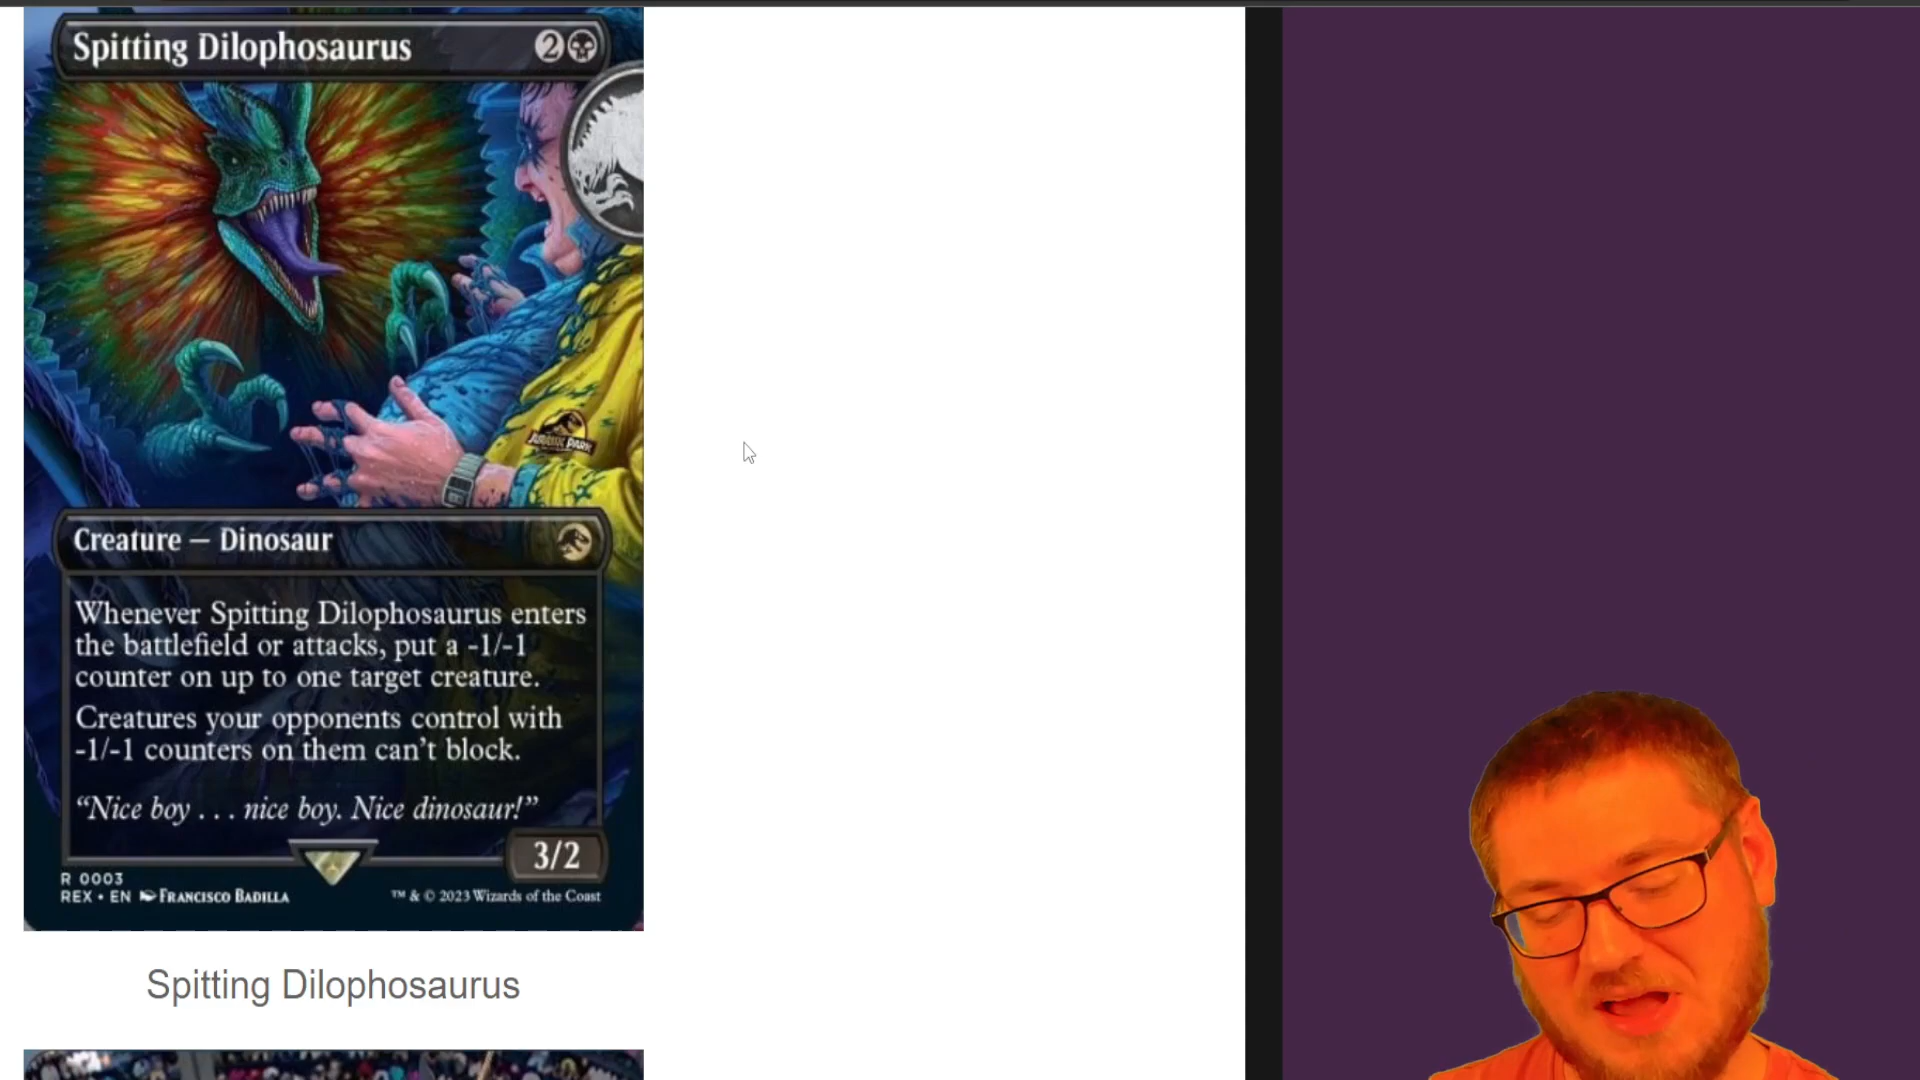 Spitting Dilophosaurus 2
JURASSIC PARK
Creature — Dinosaur
Whenever Spitting Dilophosaurus enters
the battlefield or attacks, put a -1/-1
counter on up to one target creature.
Creatures your opponents control with
-1/-1 counters on them can't block.
“Nice boy . . . nice boy. Nice dinosaur!”
3/2
R 0003
REX • EN FRANCISCO BADILLA ™ & © 2023 Wizards of the Coast
Spitting Dilophosaurus